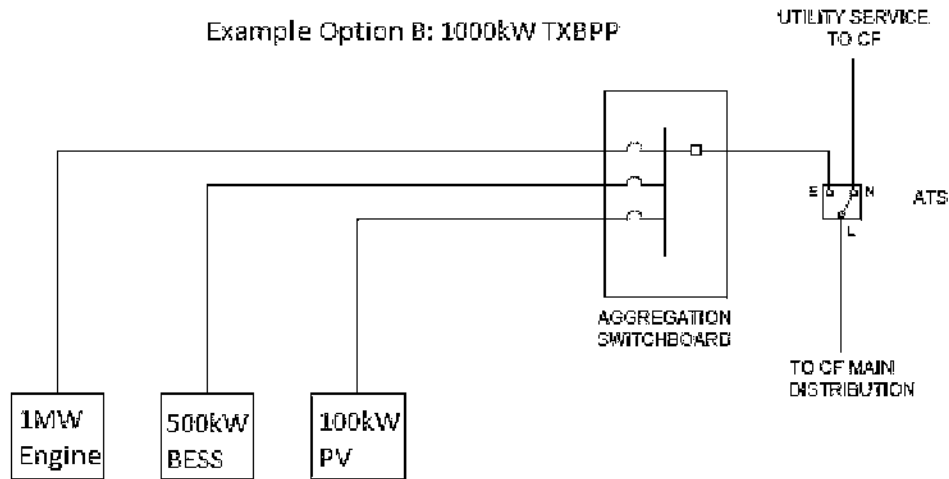 Example Option B: 1000kW TXBPP
UTILITY SERVICE
TO CF
E
N
ATS
L
AGGREGATION
SWITCHBOARD
TO CF MAIN
DISTRIBUTION
1MW
Engine
500kW
BESS
100kW
PV